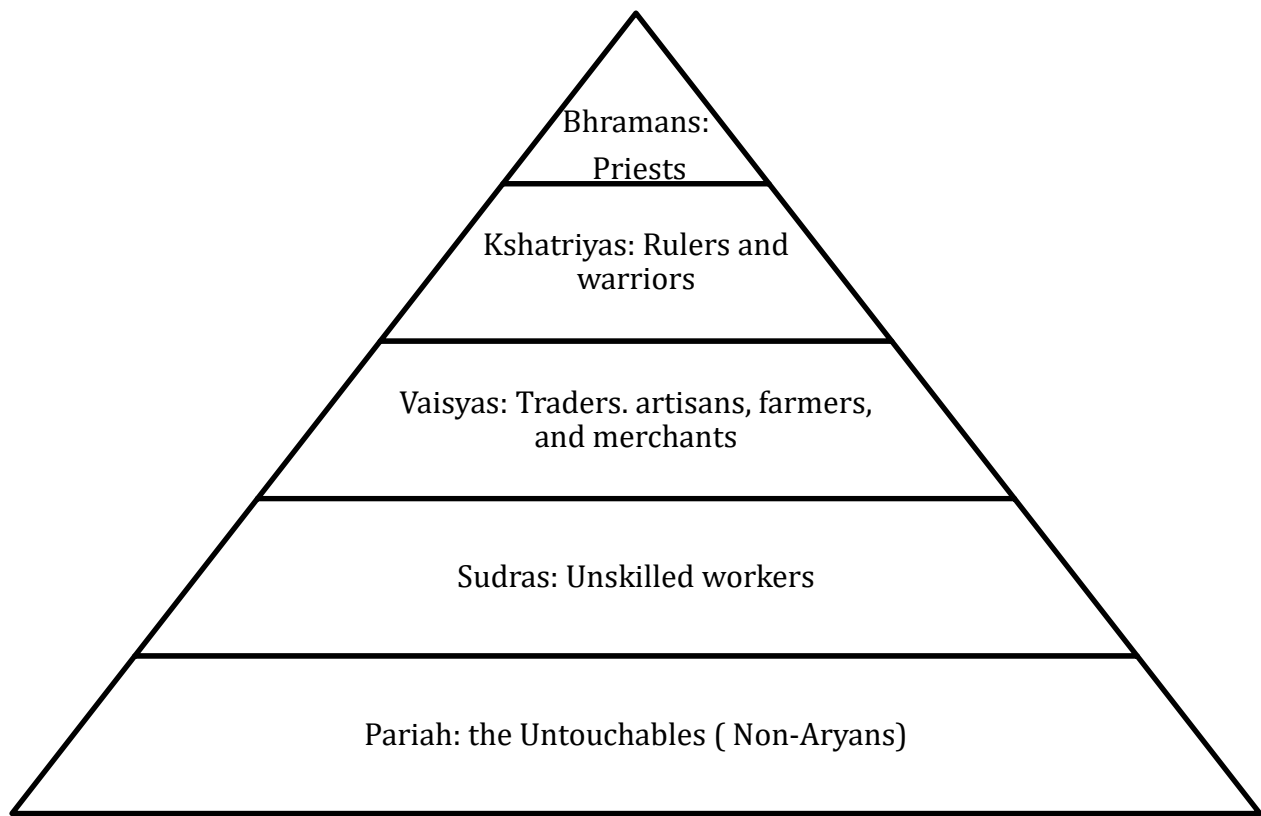 Bhramans:
Priests
Kshatriyas: Rulers and
warriors
Vaisyas: Traders. artisans, farmers,
and merchants
Sudras: Unskilled workers
Pariah: the Untouchables ( Non-Aryans)